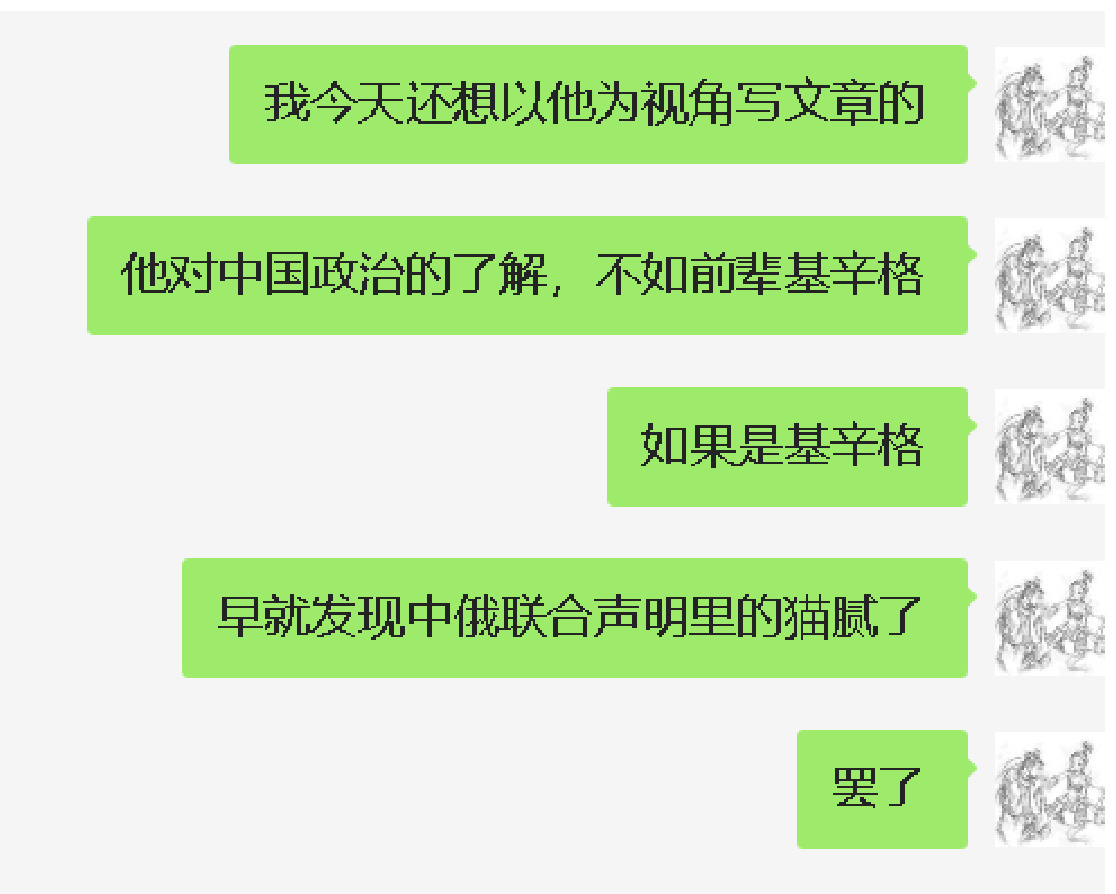 我今天还想以他为视角写文章的
他对中国政治的了解，不如前辈基辛格
如果是基辛格
早就发现中俄联合声明里的猫腻了
罢了